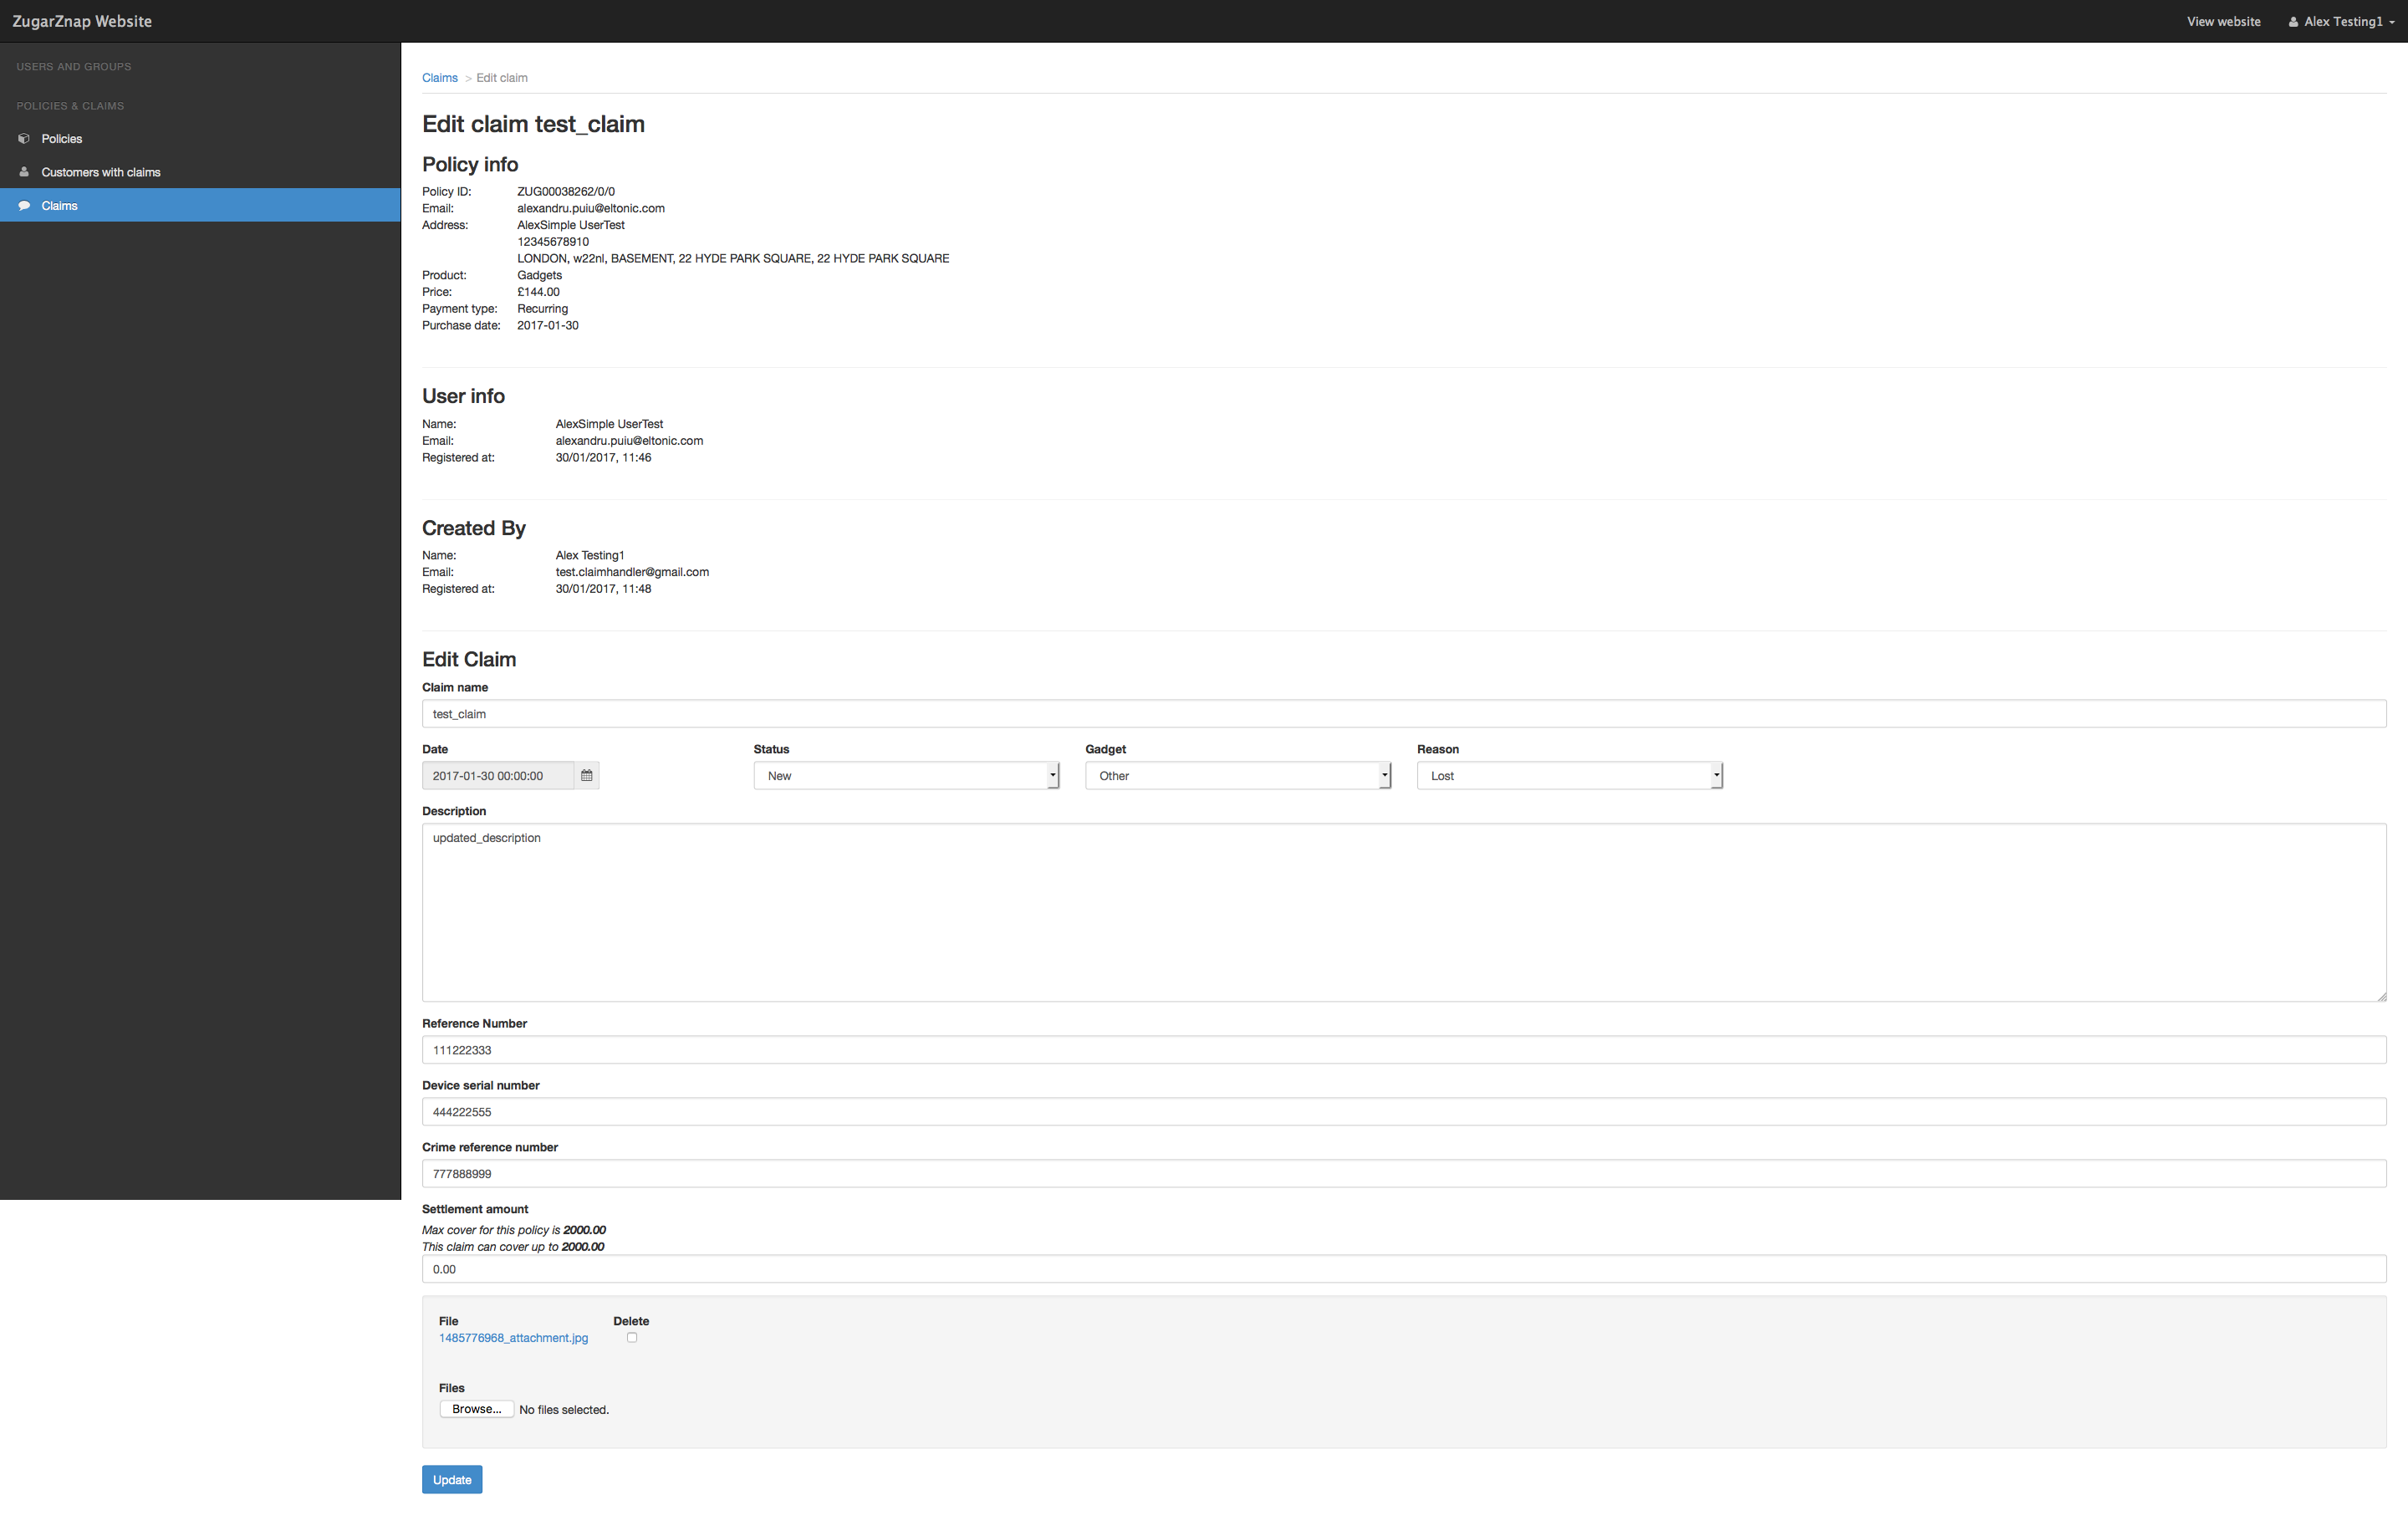 ZugarZnap Website
View website
Alex Testing1
USERS AND GROUPS
POLICIES & CLAIMS
Policies
Customers with claims
Claims
Claims > Edit claim
Edit claim test_claim
Policy info
Policy ID: ZUG00038262/0/0
Email: alexandru.puiu@eltonic.com
Address: AlexSimple UserTest
12345678910
LONDON, w22nl, BASEMENT, 22 HYDE PARK SQUARE, 22 HYDE PARK SQUARE
Product: Gadgets
Price: £144.00
Payment type: Recurring
Purchase date: 2017-01-30
User info
Name: AlexSimple UserTest
Email: alexandru.puiu@eltonic.com
Registered at: 30/01/2017, 11:46
Created By
Name: Alex Testing1
Email: test.claimhandler@gmail.com
Registered at: 30/01/2017, 11:48
Edit Claim
Claim name
test_claim
Date Status Gadget Reason
2017-01-30 00:00:00 New Other Lost
Description
updated_description
Reference Number
111222333
Device serial number
444222555
Crime reference number
777888999
Settlement amount
Max cover for this policy is 2000.00
This claim can cover up to 2000.00
0.00
File Delete
1485776968_attachment.jpg
Files
Browse... No files selected.
Update